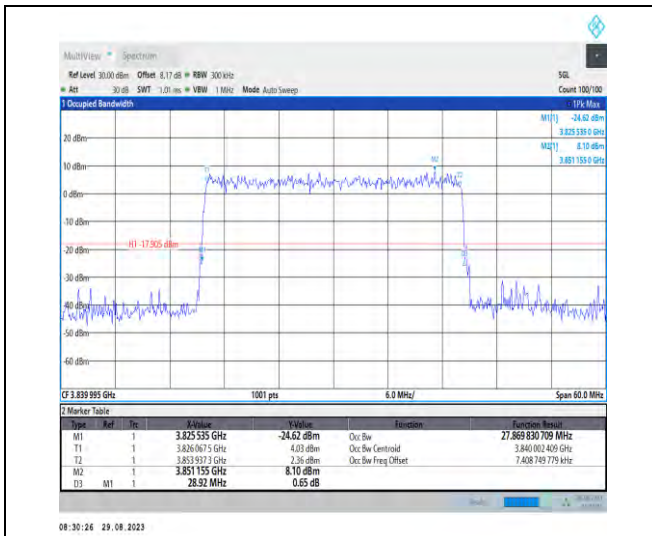 MultiView Spectrum
Ref Level 30.00 dBm Offset 8.17 dB RBW 300 kHz SGL
Att 30 dB SWT 1.01 ms VBW 1 MHz Mode Auto Sweep Count 100/100
1 Occupied Bandwidth 1Pk Max
M1[1] -24.62 dBm
3.825 535 0 GHz
M2[1] 8.10 dBm
3.851 155 0 GHz
20 dBm
10 dBm
M2
0 dBm
-10 dBm
H1 -17.905 dBm
-20 dBm
-30 dBm
-40 dBm
-50 dBm
-60 dBm
CF 3.839 995 GHz 1001 pts 6.0 MHz/ Span 60.0 MHz
2 Marker Table
Type Ref Trc X-Value Y-Value Function Function Result
M1 1 3.825 535 GHz -24.62 dBm Occ Bw 27.869 830 709 MHz
T1 1 3.826 067 5 GHz 4.03 dBm Occ Bw Centroid 3.840 002 409 GHz
T2 1 3.853 937 3 GHz 2.36 dBm Occ Bw Freq Offset 7.408 749 779 kHz
M2 1 3.851 155 GHz 8.10 dBm
D3 M1 1 28.92 MHz 0.65 dB
08:30:26 29.08.2023